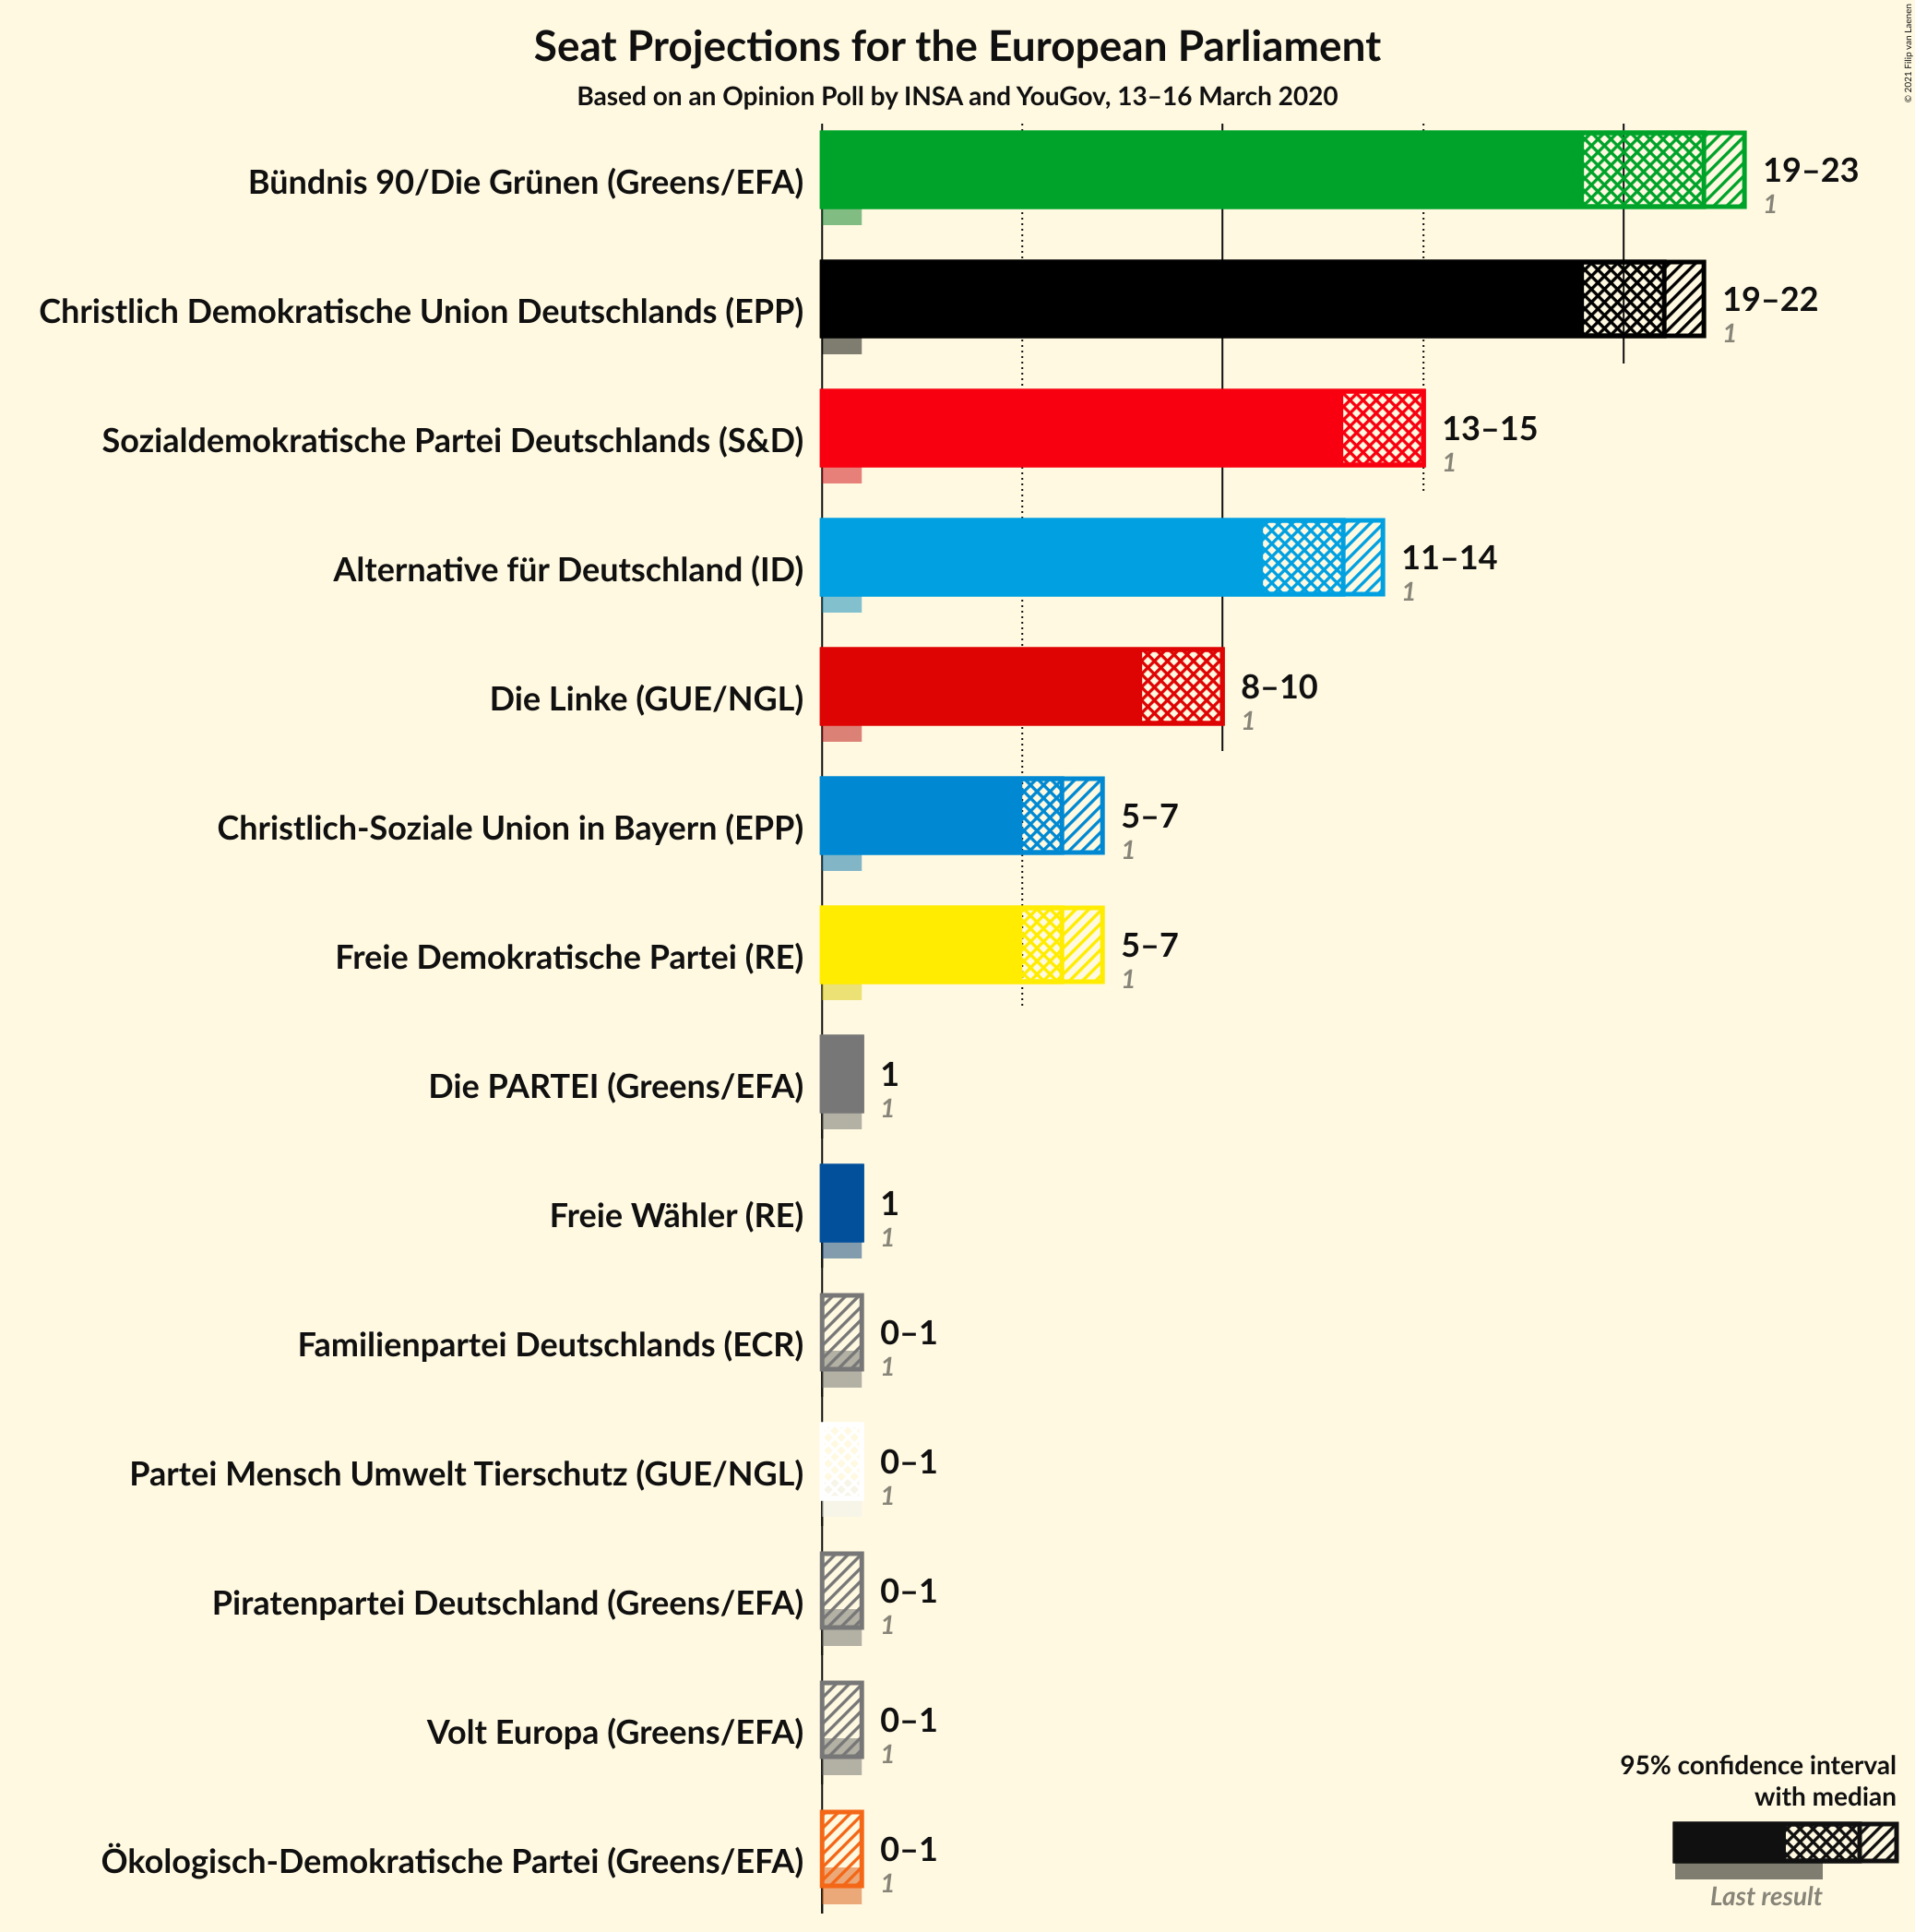 Seat Projections for the European Parliament
Based on an Opinion Poll by INSA and YouGov, 13–16 March 2020
© 2021 Filip van Laenen
Bündnis 90/Die Grünen (Greens/EFA)
19–23
1
Christlich Demokratische Union Deutschlands (EPP)
19–22
1
Sozialdemokratische Partei Deutschlands (S&D)
13–15
1
Alternative für Deutschland (ID)
11–14
1
Die Linke (GUE/NGL)
8–10
1
Christlich-Soziale Union in Bayern (EPP)
5–7
1
Freie Demokratische Partei (RE)
5–7
1
Die PARTEI (Greens/EFA)
1
1
Freie Wähler (RE)
1
1
Familienpartei Deutschlands (ECR)
0–1
1
Partei Mensch Umwelt Tierschutz (GUE/NGL)
0–1
1
Piratenpartei Deutschland (Greens/EFA)
0–1
1
Volt Europa (Greens/EFA)
0–1
1
Ökologisch-Demokratische Partei (Greens/EFA)
0–1
1
95% confidence interval
with median
Last result